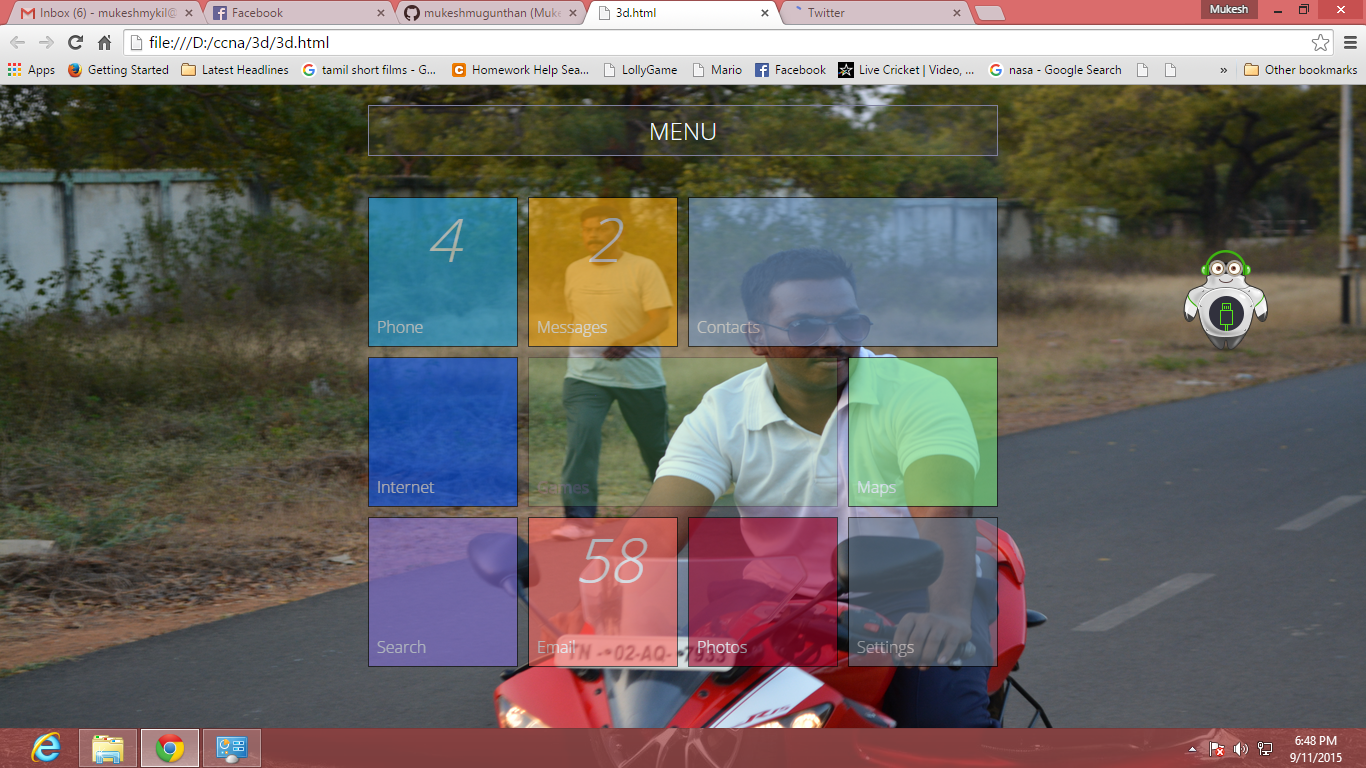 Inbox (6) - mukeshmykil@
Facebook
mukeshmugunthan (Muk
3d.html
Twitter
Mukesh
file:///D:/ccna/3d/3d.html
Apps
Getting Started
Latest Headlines
tamil short films - G...
Homework Help Sea...
LollyGame
Mario
Facebook
Live Cricket | Video, ...
nasa - Google Search
»
Other bookmarks
MENU
4
Phone
2
Messages
Contacts
Internet
Games
Maps
Search
58
Email
Photos
Settings
6:48 PM
9/11/2015